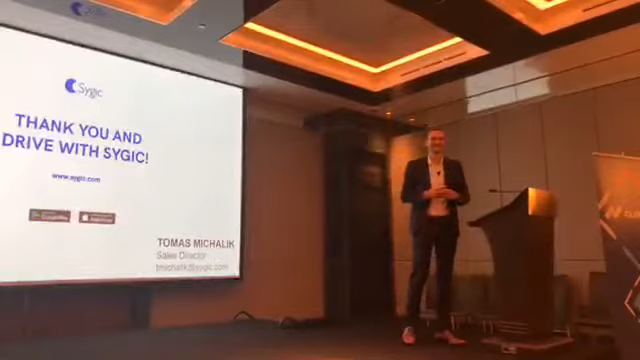 Sygic
THANK YOU AND
DRIVE WITH SYGIC!
www.sygic.com
TOMAS MICHALIK
Sales Director
tmichalik@sygic.com